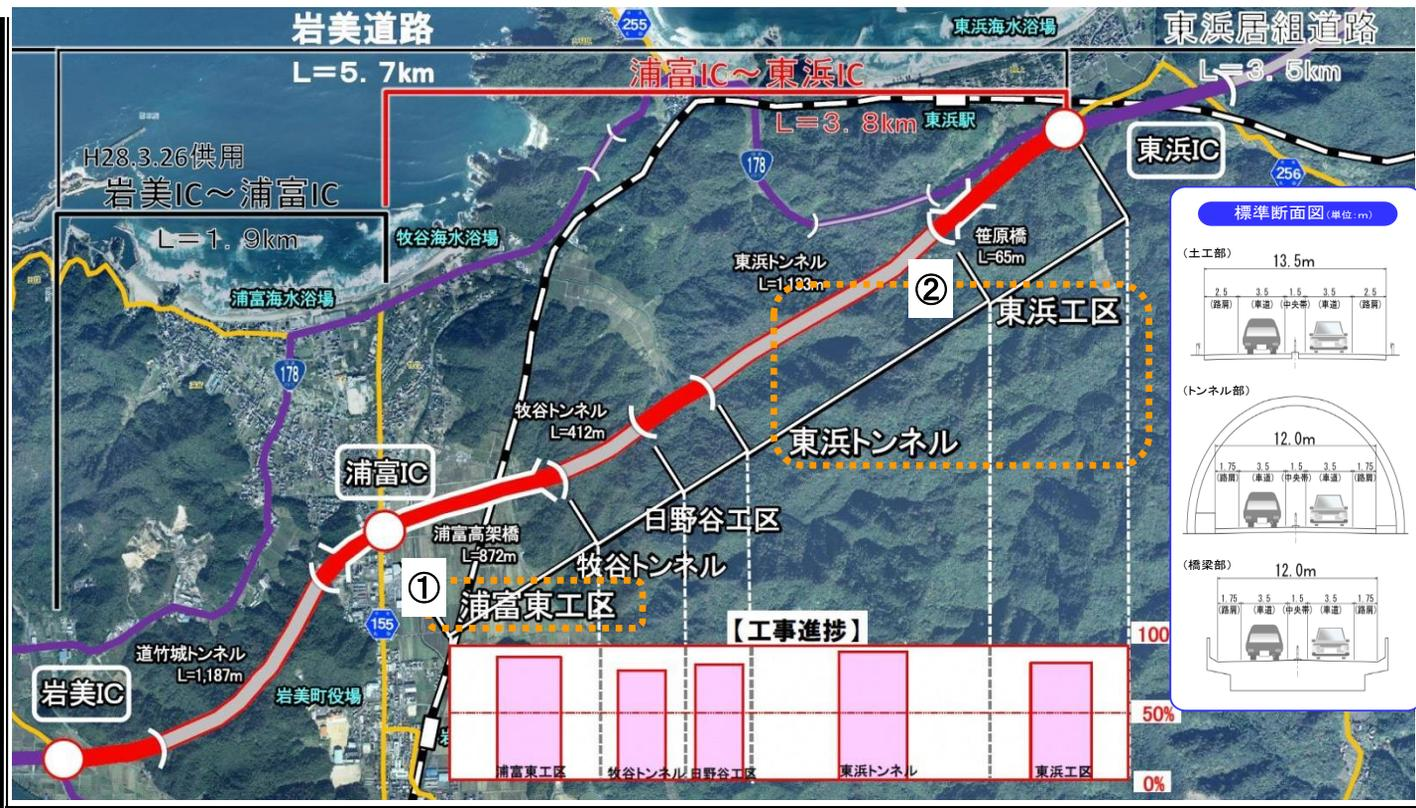 岩美道路
L=5.7km
255
東浜海水浴場
東浜居組道路
L=3.5km
浦富IC～東浜IC
L=3.8km
東浜駅
H28.3.26供用
岩美IC～浦富IC
L=1.9km
178
東浜IC
256
牧谷海水浴場
浦富海水浴場
笹原橋
L=65m
東浜トンネル
②
東浜工区
178
牧谷トンネル
L=412m
東浜トンネル
浦富IC
日野谷工区
浦富高架橋
L=872m
牧谷トンネル
①
浦富東工区
155
道竹城トンネル
L=1,187m
岩美IC
岩美町役場
【工事進捗】
100
50%
0%
浦富東工区
牧谷トンネル
日野谷工区
東浜トンネル
東浜工区
標準断面図(単位:m)
(土工部)
13.5m
2.5 3.5 1.5 3.5 2.5
(路肩) (車道) (中央帯) (車道) (路肩)
(トンネル部)
12.0m
1.75 3.5 1.5 3.5 1.75
(路肩) (車道) (中央帯) (車道) (路肩)
(橋梁部)
12.0m
1.75 3.5 1.5 3.5 1.75
(路肩) (車道) (中央帯) (車道) (路肩)